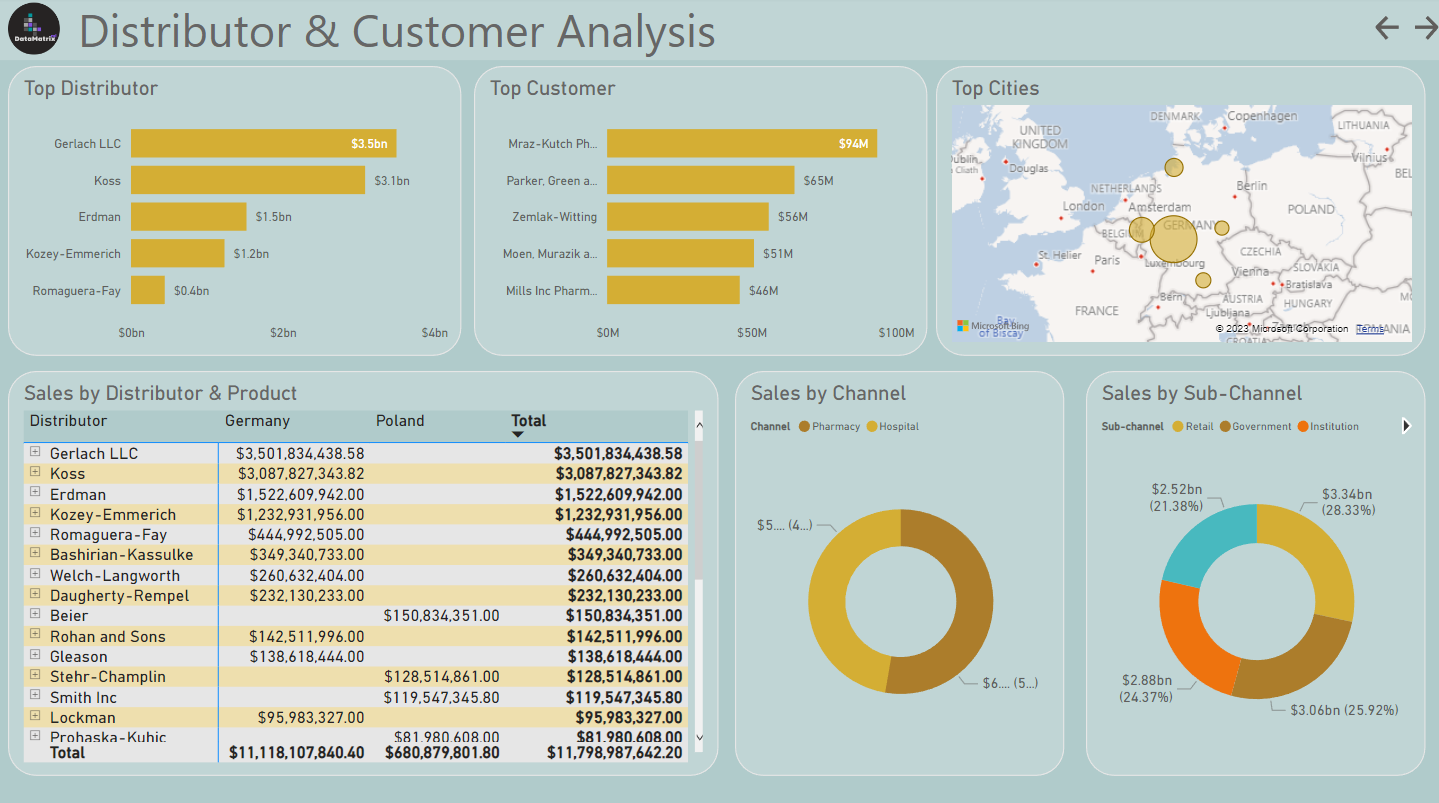 DataMatrix
Distributor & Customer Analysis
Top Distributor
Gerlach LLC $3.5bn
Koss $3.1bn
Erdman $1.5bn
Kozey-Emmerich $1.2bn
Romaguera-Fay $0.4bn
$0bn $2bn $4bn
Top Customer
Mraz-Kutch Ph... $94M
Parker, Green a... $65M
Zemlak-Witting $56M
Moen, Murazik a... $51M
Mills Inc Pharm... $46M
$0M $50M $100M
Top Cities
DENMARK Copenhagen
UNITED
KINGDOM
LITHUANIA
Dublin
Cliath
Douglas
Vilnius
BEL
NETHERLANDS
Berlin
London
Amsterdam
POLAND
BELGIUM
GERMANY
St. Helier
Paris
Luxembourg
CZECHIA
SLOVAKIA
Vienna
Bratislava
Bern
AUSTRIA
HUNGARY
FRANCE
Ljubljana
Bay
of Biscay
CROATIA
Microsoft Bing
© 2023 Microsoft Corporation Terms
Sales by Distributor & Product
Distributor Germany Poland Total
Gerlach LLC $3,501,834,438.58 $3,501,834,438.58
Koss $3,087,827,343.82 $3,087,827,343.82
Erdman $1,522,609,942.00 $1,522,609,942.00
Kozey-Emmerich $1,232,931,956.00 $1,232,931,956.00
Romaguera-Fay $444,992,505.00 $444,992,505.00
Bashirian-Kassulke $349,340,733.00 $349,340,733.00
Welch-Langworth $260,632,404.00 $260,632,404.00
Daugherty-Rempel $232,130,233.00 $232,130,233.00
Beier $150,834,351.00 $150,834,351.00
Rohan and Sons $142,511,996.00 $142,511,996.00
Gleason $138,618,444.00 $138,618,444.00
Stehr-Champlin $128,514,861.00 $128,514,861.00
Smith Inc $119,547,345.80 $119,547,345.80
Lockman $95,983,327.00 $95,983,327.00
Prohaska-Kuhic $81,980,608.00 $81,980,608.00
Total $11,118,107,840.40 $680,879,801.80 $11,798,987,642.20
Sales by Channel
Channel Pharmacy Hospital
$5.... (4...)
$6.... (5...)
Sales by Sub-Channel
Sub-channel Retail Government Institution
$2.52bn
(21.38%)
$3.34bn
(28.33%)
$2.88bn
(24.37%)
$3.06bn (25.92%)